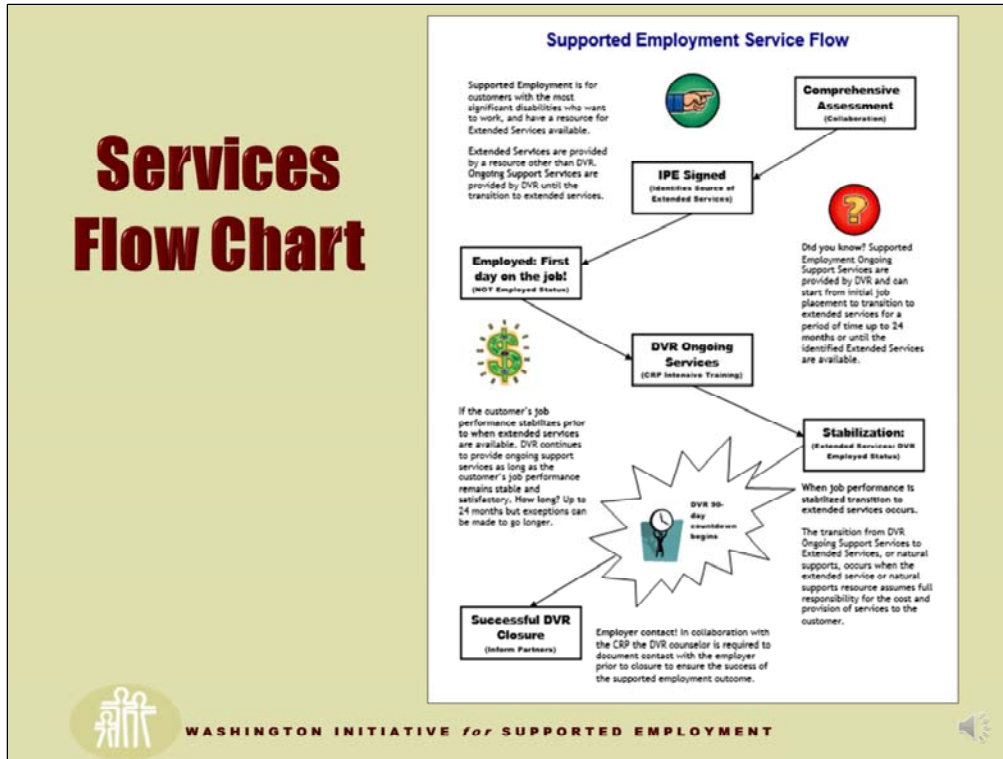 Services
Flow Chart
Supported Employment Service Flow
Supported Employment is for
customers with the most
significant disabilities who want
to work, and have a resource for
Extended Services available.
Extended Services are provided
by a resource other than DVR.
Ongoing Support Services are
provided by DVR until the
transition to extended services.
Comprehensive
Assessment
(Collaboration)
IPE Signed
(Identifies Source of
Extended Services)
?
Did you know? Supported
Employment Ongoing
Support Services are
provided by DVR and can
start from initial job
placement to transition to
extended services for a
period of time up to 24
months or until the
identified Extended Services
are available.
Employed: First
day on the job!
(NOT Employed Status)
$
DVR Ongoing
Services
(CRP Intensive Training)
If the customer's job
performance stabilizes prior
to when extended services
are available. DVR continues
to provide ongoing support
services as long as the
customer's job performance
remains stable and
satisfactory. How long? Up to
24 months but exceptions can
be made to go longer.
Stabilization:
(Extended Services: DVR
Employed Status)
When job performance is
stabilized transition to
extended services occurs.
The transition from DVR
Ongoing Support Services to
Extended Services, or natural
supports, occurs when the
extended service or natural
supports resource assumes full
responsibility for the cost and
provision of services to the
customer.
DVR 90-
day
countdown
begins
Successful DVR
Closure
(Inform Partners)
Employer contact! In collaboration with
the CRP the DVR counselor is required to
document contact with the employer
prior to closure to ensure the success of
the supported employment outcome.
WASHINGTON INITIATIVE for SUPPORTED EMPLOYMENT